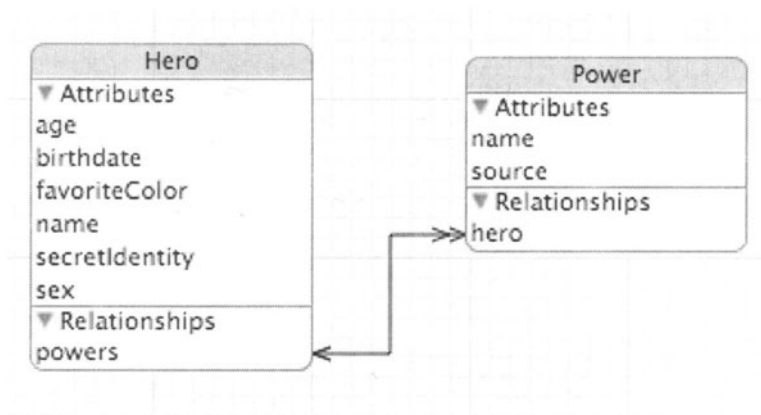 Hero
Attributes
age
birthdate
favoriteColor
name
secretIdentity
sex
Relationships
powers
Power
Attributes
name
source
Relationships
hero